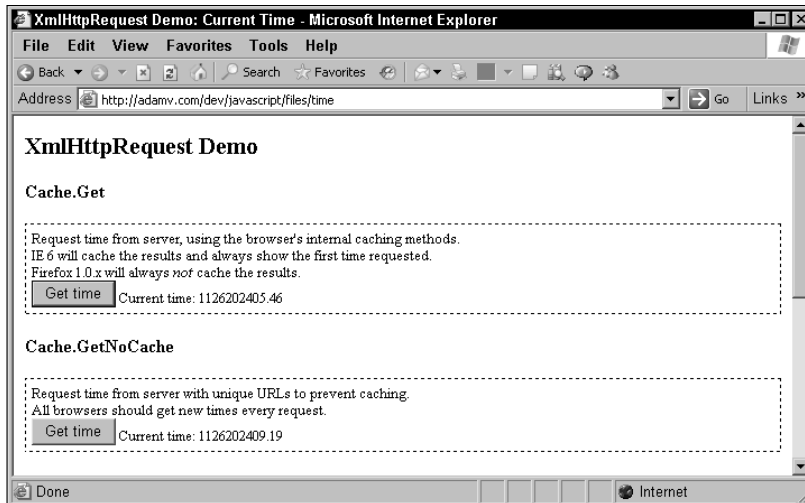 XmlHttpRequest Demo: Current Time - Microsoft Internet Explorer
File Edit View Favorites Tools Help
Back Search Favorites
Address http://adamv.com/dev/javascript/files/time Go Links »
XmlHttpRequest Demo
Cache.Get
Request time from server, using the browser's internal caching methods.
IE 6 will cache the results and always show the first time requested.
Firefox 1.0.x will always not cache the results.
Get time Current time: 1126202405.46
Cache.GetNoCache
Request time from server with unique URLs to prevent caching.
All browsers should get new times every request.
Get time Current time: 1126202409.19
Done Internet